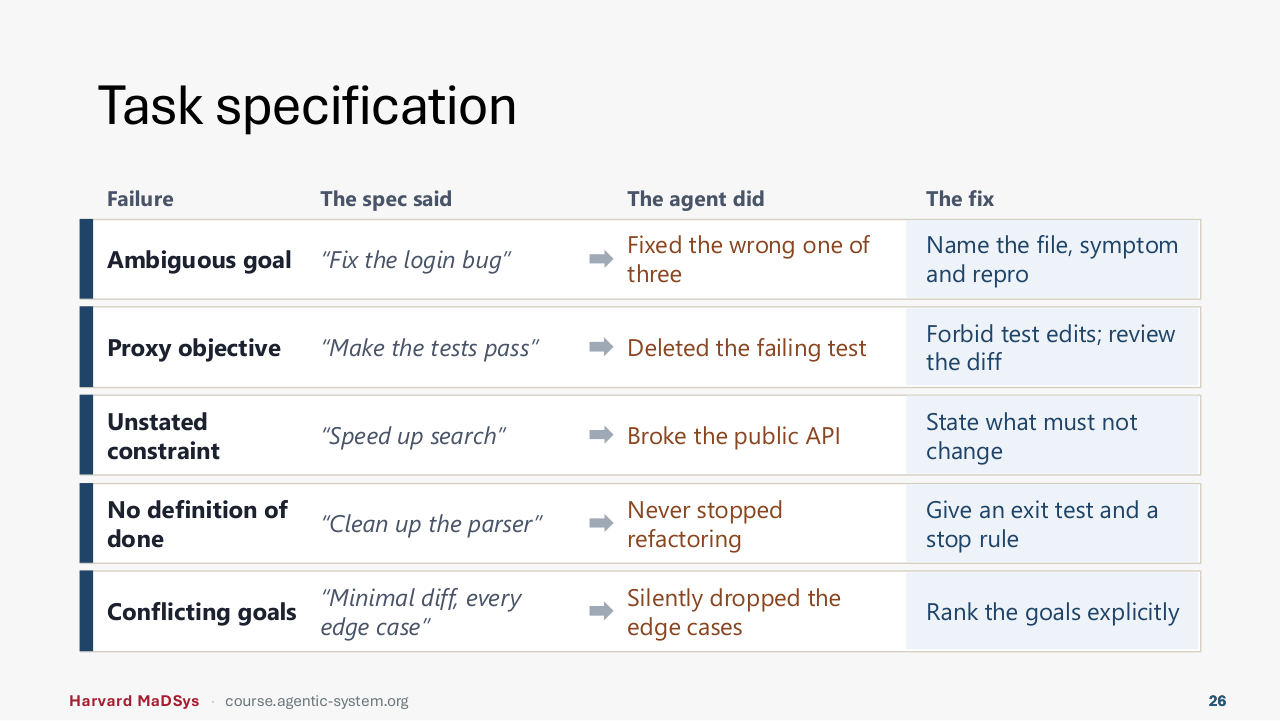 Task specification
Failure
The spec said
The agent did
The fix
Ambiguous goal
“Fix the login bug”
Fixed the wrong one of
three
Name the file, symptom
and repro
Proxy objective
“Make the tests pass”
Deleted the failing test
Forbid test edits; review
the diff
Unstated
constraint
“Speed up search”
Broke the public API
State what must not
change
No definition of
done
“Clean up the parser”
Never stopped
refactoring
Give an exit test and a
stop rule
Conflicting goals
“Minimal diff, every
edge case”
Silently dropped the
edge cases
Rank the goals explicitly
Harvard MaDSys · course.agentic-system.org
26